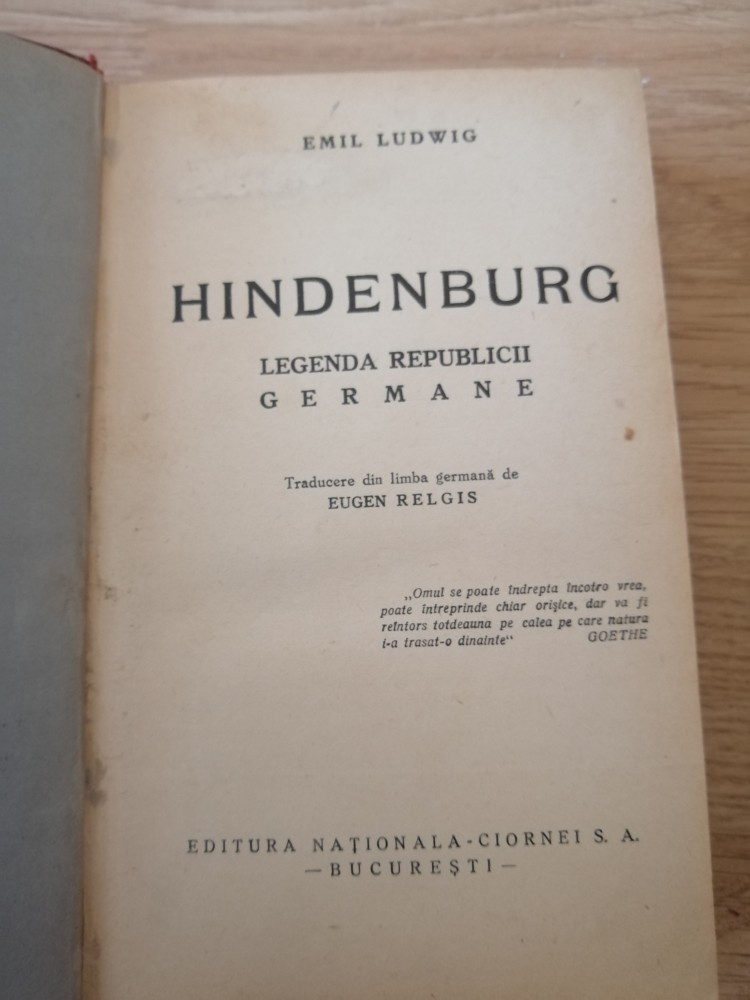 EMIL LUDWIG
HINDENBURG
LEGENDA REPUBLICII
GERMANE
Traducere din limba germană de
EUGEN RELGIS
„Omul se poate îndrepta încotro vrea,
poate întreprinde chiar orişice, dar va fi
reîntors totdeauna pe calea pe care natura
i-a trasat-o dinainte“ GOETHE
EDITURA NAŢIONALA-CIORNEI S. A.
—BUCUREŞTI—